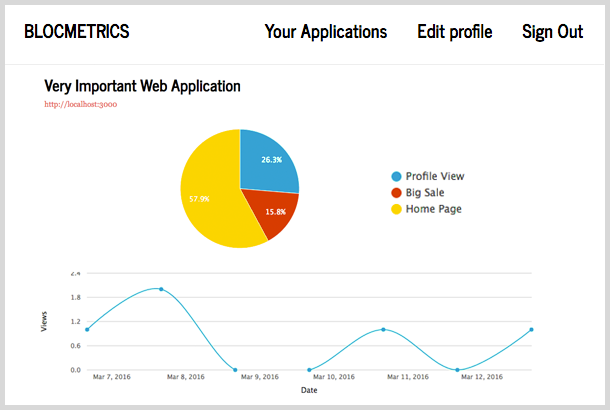 BLOCMETRICS Your Applications Edit profile Sign Out
Very Important Web Application
http://localhost:3000
26.3%
57.9%
15.8%
Profile View
Big Sale
Home Page
2.4
1.8
1.2
0.6
0.0
Views
Mar 7, 2016 Mar 8, 2016 Mar 9, 2016 Mar 10, 2016 Mar 11, 2016 Mar 12, 2016
Date